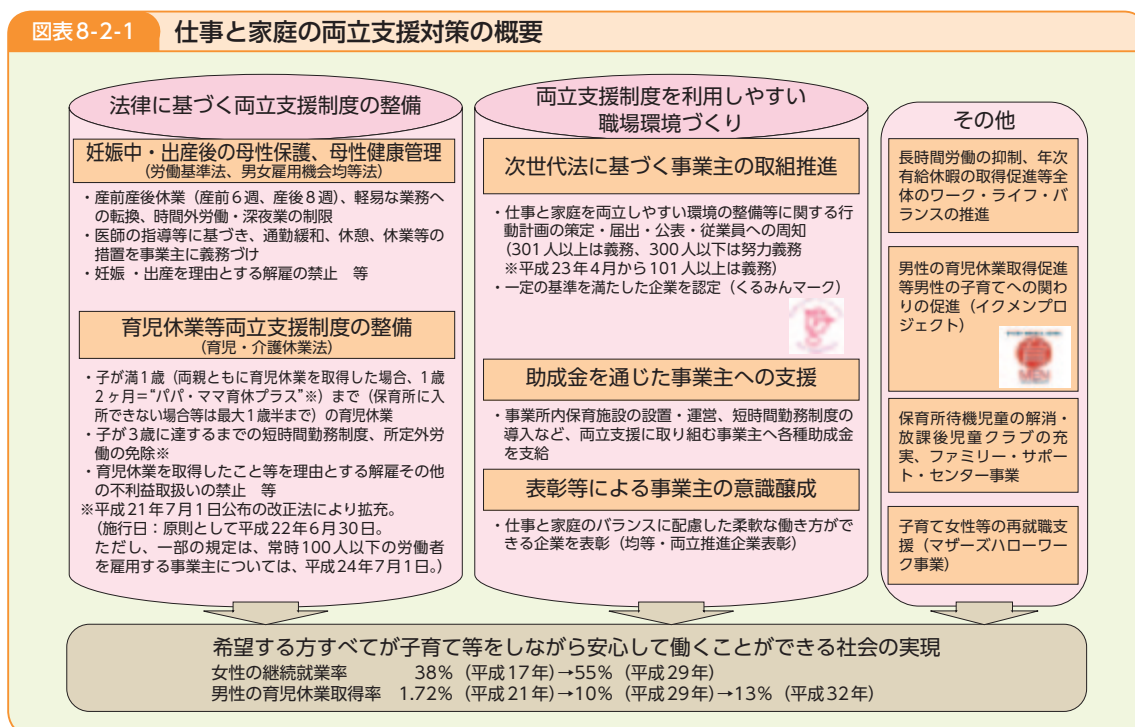 図表8-2-1 仕事と家庭の両立支援対策の概要
法律に基づく両立支援制度の整備
妊娠中・出産後の母性保護、母性健康管理
(労働基準法、男女雇用機会均等法)
・産前産後休業（産前6週、産後8週）、軽易な業務へ
の転換、時間外労働・深夜業の制限
・医師の指導等に基づき、通勤緩和、休憩、休業等の
措置を事業主に義務づけ
・妊娠・出産を理由とする解雇の禁止　等
育児休業等両立支援制度の整備
(育児・介護休業法)
・子が満1歳（両親ともに育児休業を取得した場合、1歳
2ヶ月＝“パパ・ママ育休プラス”※）まで（保育所に入
所できない場合等は最大1歳半まで）の育児休業
・子が3歳に達するまでの短時間勤務制度、所定外労
働の免除※
・育児休業を取得したこと等を理由とする解雇その他
の不利益取扱いの禁止　等
※平成21年7月1日公布の改正法により拡充。
(施行日：原則として平成22年6月30日。
ただし、一部の規定は、常時100人以下の労働者
を雇用する事業主については、平成24年7月1日。)
両立支援制度を利用しやすい
職場環境づくり
次世代法に基づく事業主の取組推進
・仕事と家庭を両立しやすい環境の整備等に関する行
動計画の策定・届出・公表・従業員への周知
(301人以上は義務、300人以下は努力義務
※平成23年4月から101人以上は義務)
・一定の基準を満たした企業を認定（くるみんマーク）
助成金を通じた事業主への支援
・事業所内保育施設の設置・運営、短時間勤務制度の
導入など、両立支援に取り組む事業主へ各種助成金
を支給
表彰等による事業主の意識醸成
・仕事と家庭のバランスに配慮した柔軟な働き方がで
きる企業を表彰（均等・両立推進企業表彰）
その他
長時間労働の抑制、年次
有給休暇の取得促進等全
体のワーク・ライフ・バ
ランスの推進
男性の育児休業取得促進
等男性の子育てへの関わ
りの促進（イクメンプロ
ジェクト）
保育所待機児童の解消・
放課後児童クラブの充
実、ファミリー・サポー
ト・センター事業
子育て女性等の再就職支
援（マザーズハローワー
ク事業）
希望する方すべてが子育て等をしながら安心して働くことができる社会の実現
女性の継続就業率　38%（平成17年）→55%（平成29年）
男性の育児休業取得率　1.72%（平成21年）→10%（平成29年）→13%（平成32年）